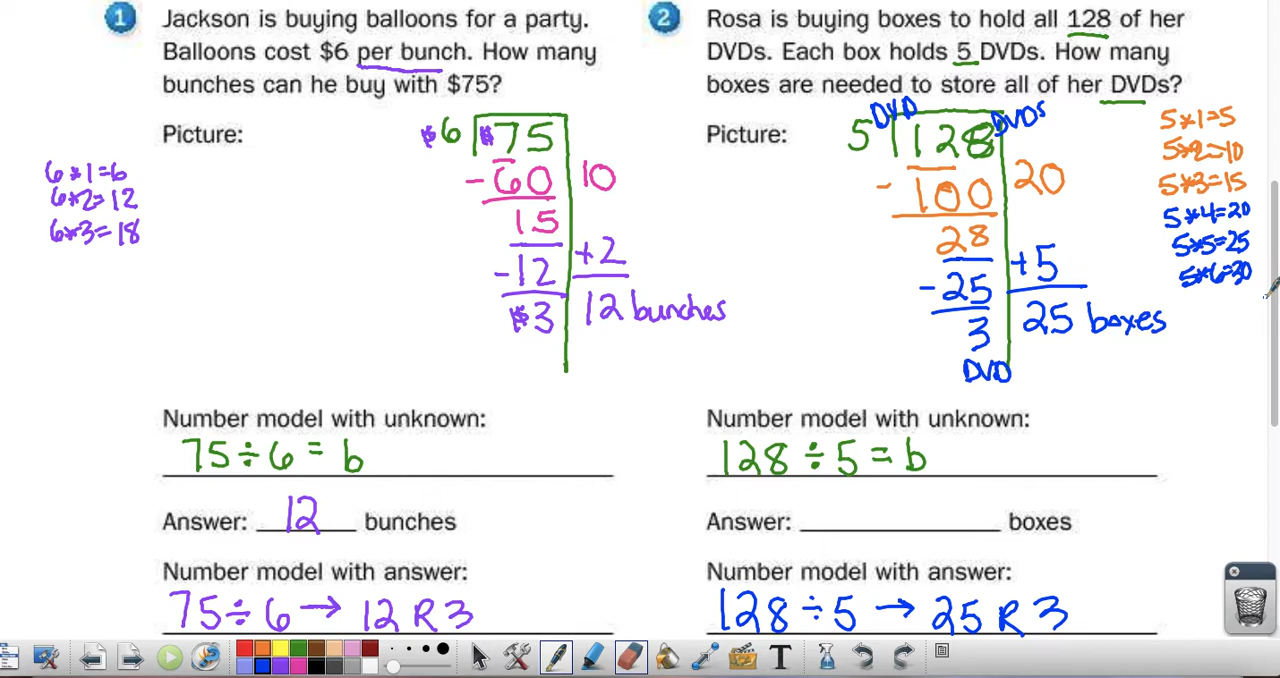 1 Jackson is buying balloons for a party.
Balloons cost $6 per bunch. How many
bunches can he buy with $75?
Picture:
$6 $75
- 60 10
15
- 12 + 2
$3 12 bunches
6*1=6
6*2=12
6*3=18
Number model with unknown:
75 ÷ 6 = b
Answer: 12 bunches
Number model with answer:
75 ÷ 6 → 12 R 3
2 Rosa is buying boxes to hold all 128 of her
DVDs. Each box holds 5 DVDs. How many
boxes are needed to store all of her DVDs?
Picture:
5 DVD 128 DVDs
- 100 20
28
- 25 + 5
3 25 boxes
DVD
5*1=5
5*2=10
5*3=15
5*4=20
5*5=25
5*6=30
Number model with unknown:
128 ÷ 5 = b
Answer: boxes
Number model with answer:
128 ÷ 5 → 25 R 3
T